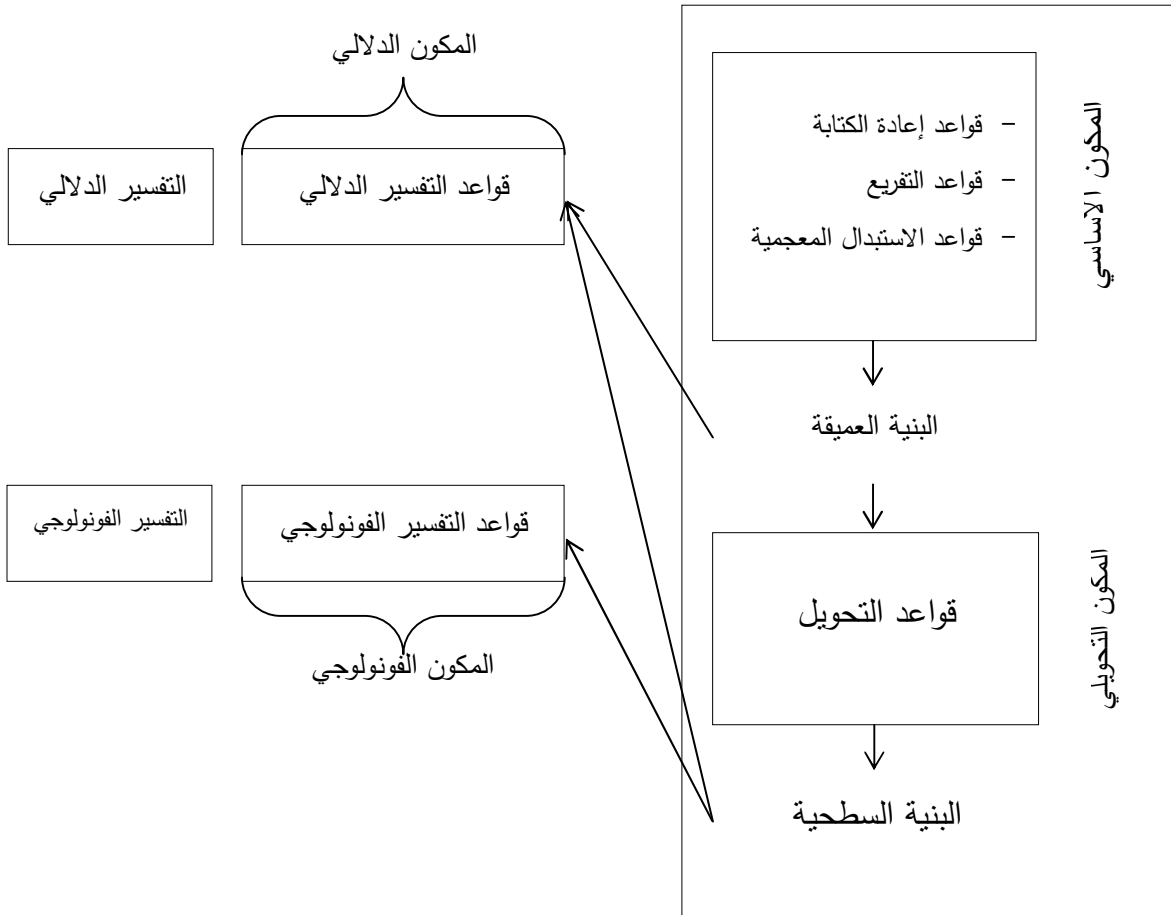 المكون الدلالي
المكون الاساسي
– قواعد إعادة الكتابة
– قواعد التفريع
– قواعد الاستبدال المعجمية
قواعد التفسير الدلالي
التفسير الدلالي
البنية العميقة
قواعد التفسير الفونولوجي
التفسير الفونولوجي
المكون التحويلي
قواعد التحويل
المكون الفونولوجي
البنية السطحية